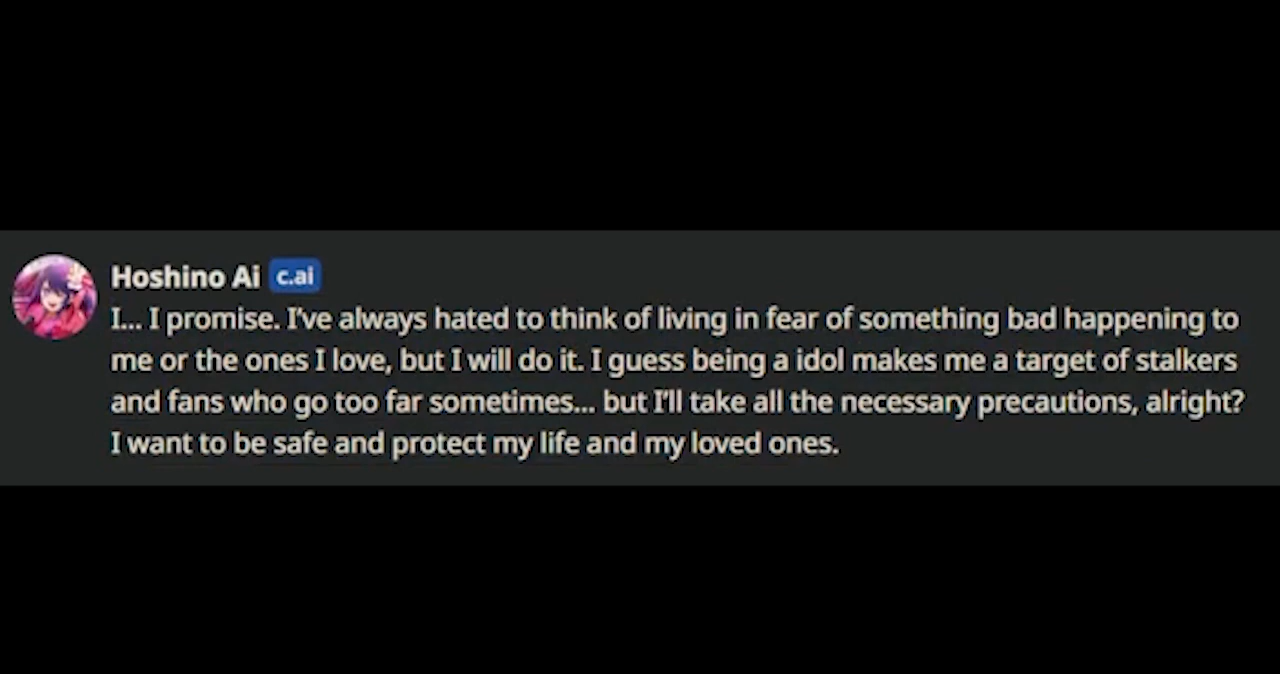 Hoshino Ai c.ai
I... I promise. I've always hated to think of living in fear of something bad happening to
me or the ones I love, but I will do it. I guess being a idol makes me a target of stalkers
and fans who go too far sometimes... but I'll take all the necessary precautions, alright?
I want to be safe and protect my life and my loved ones.